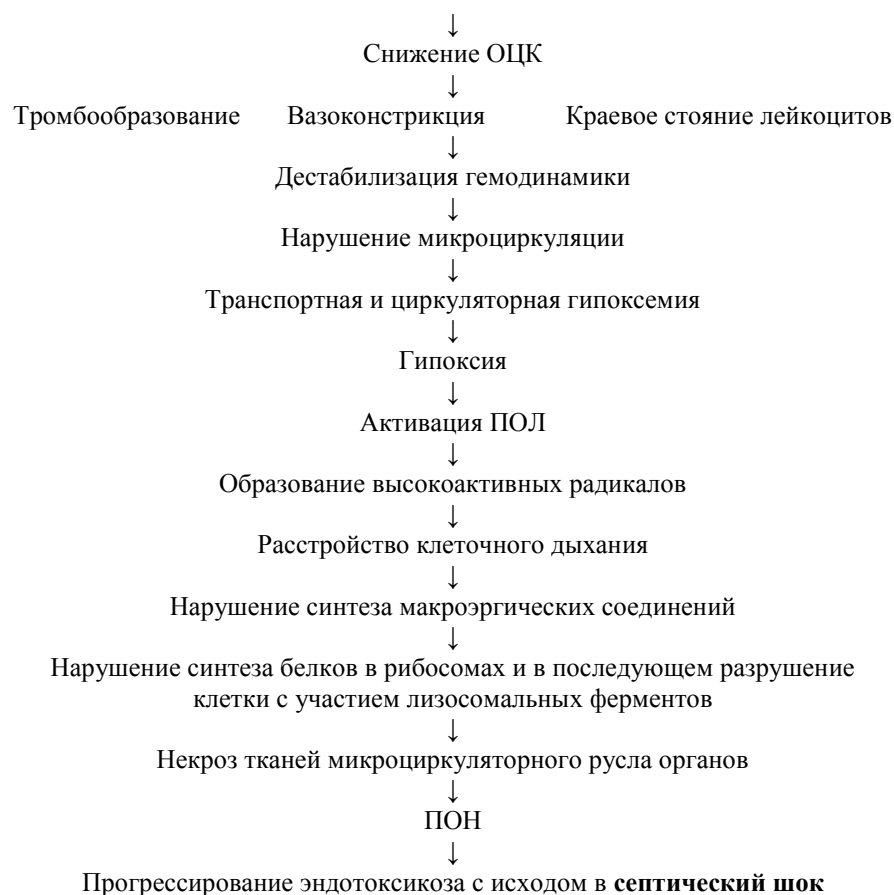 ↓
Снижение ОЦК
↓
Тромбообразование Вазоконстрикция Краевое стояние лейкоцитов
↓
Дестабилизация гемодинамики
↓
Нарушение микроциркуляции
↓
Транспортная и циркуляторная гипоксемия
↓
Гипоксия
↓
Активация ПОЛ
↓
Образование высокоактивных радикалов
↓
Расстройство клеточного дыхания
↓
Нарушение синтеза макроэргических соединений
↓
Нарушение синтеза белков в рибосомах и в последующем разрушение
клетки с участием лизосомальных ферментов
↓
Некроз тканей микроциркуляторного русла органов
↓
ПОН
↓
Прогрессирование эндотоксикоза с исходом в септический шок